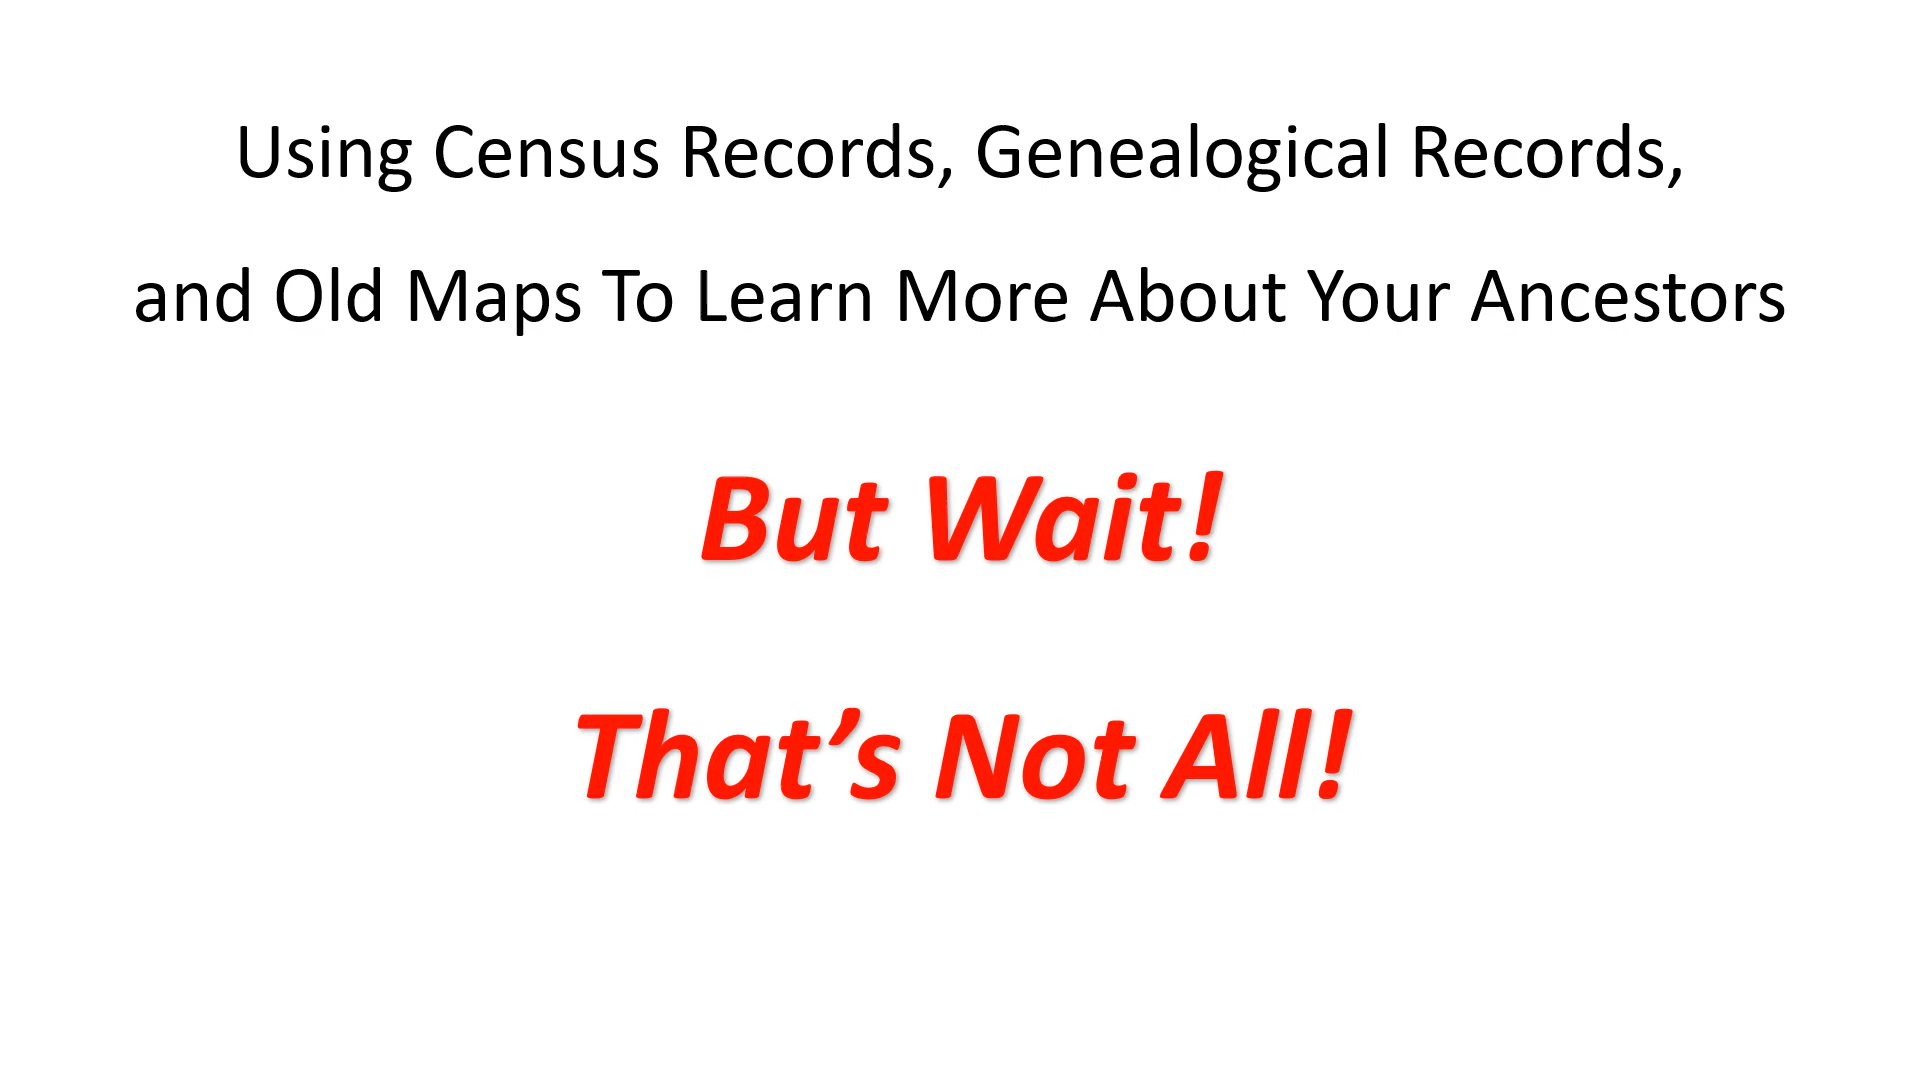 Using Census Records, Genealogical Records,
and Old Maps To Learn More About Your Ancestors
But Wait!
That’s Not All!